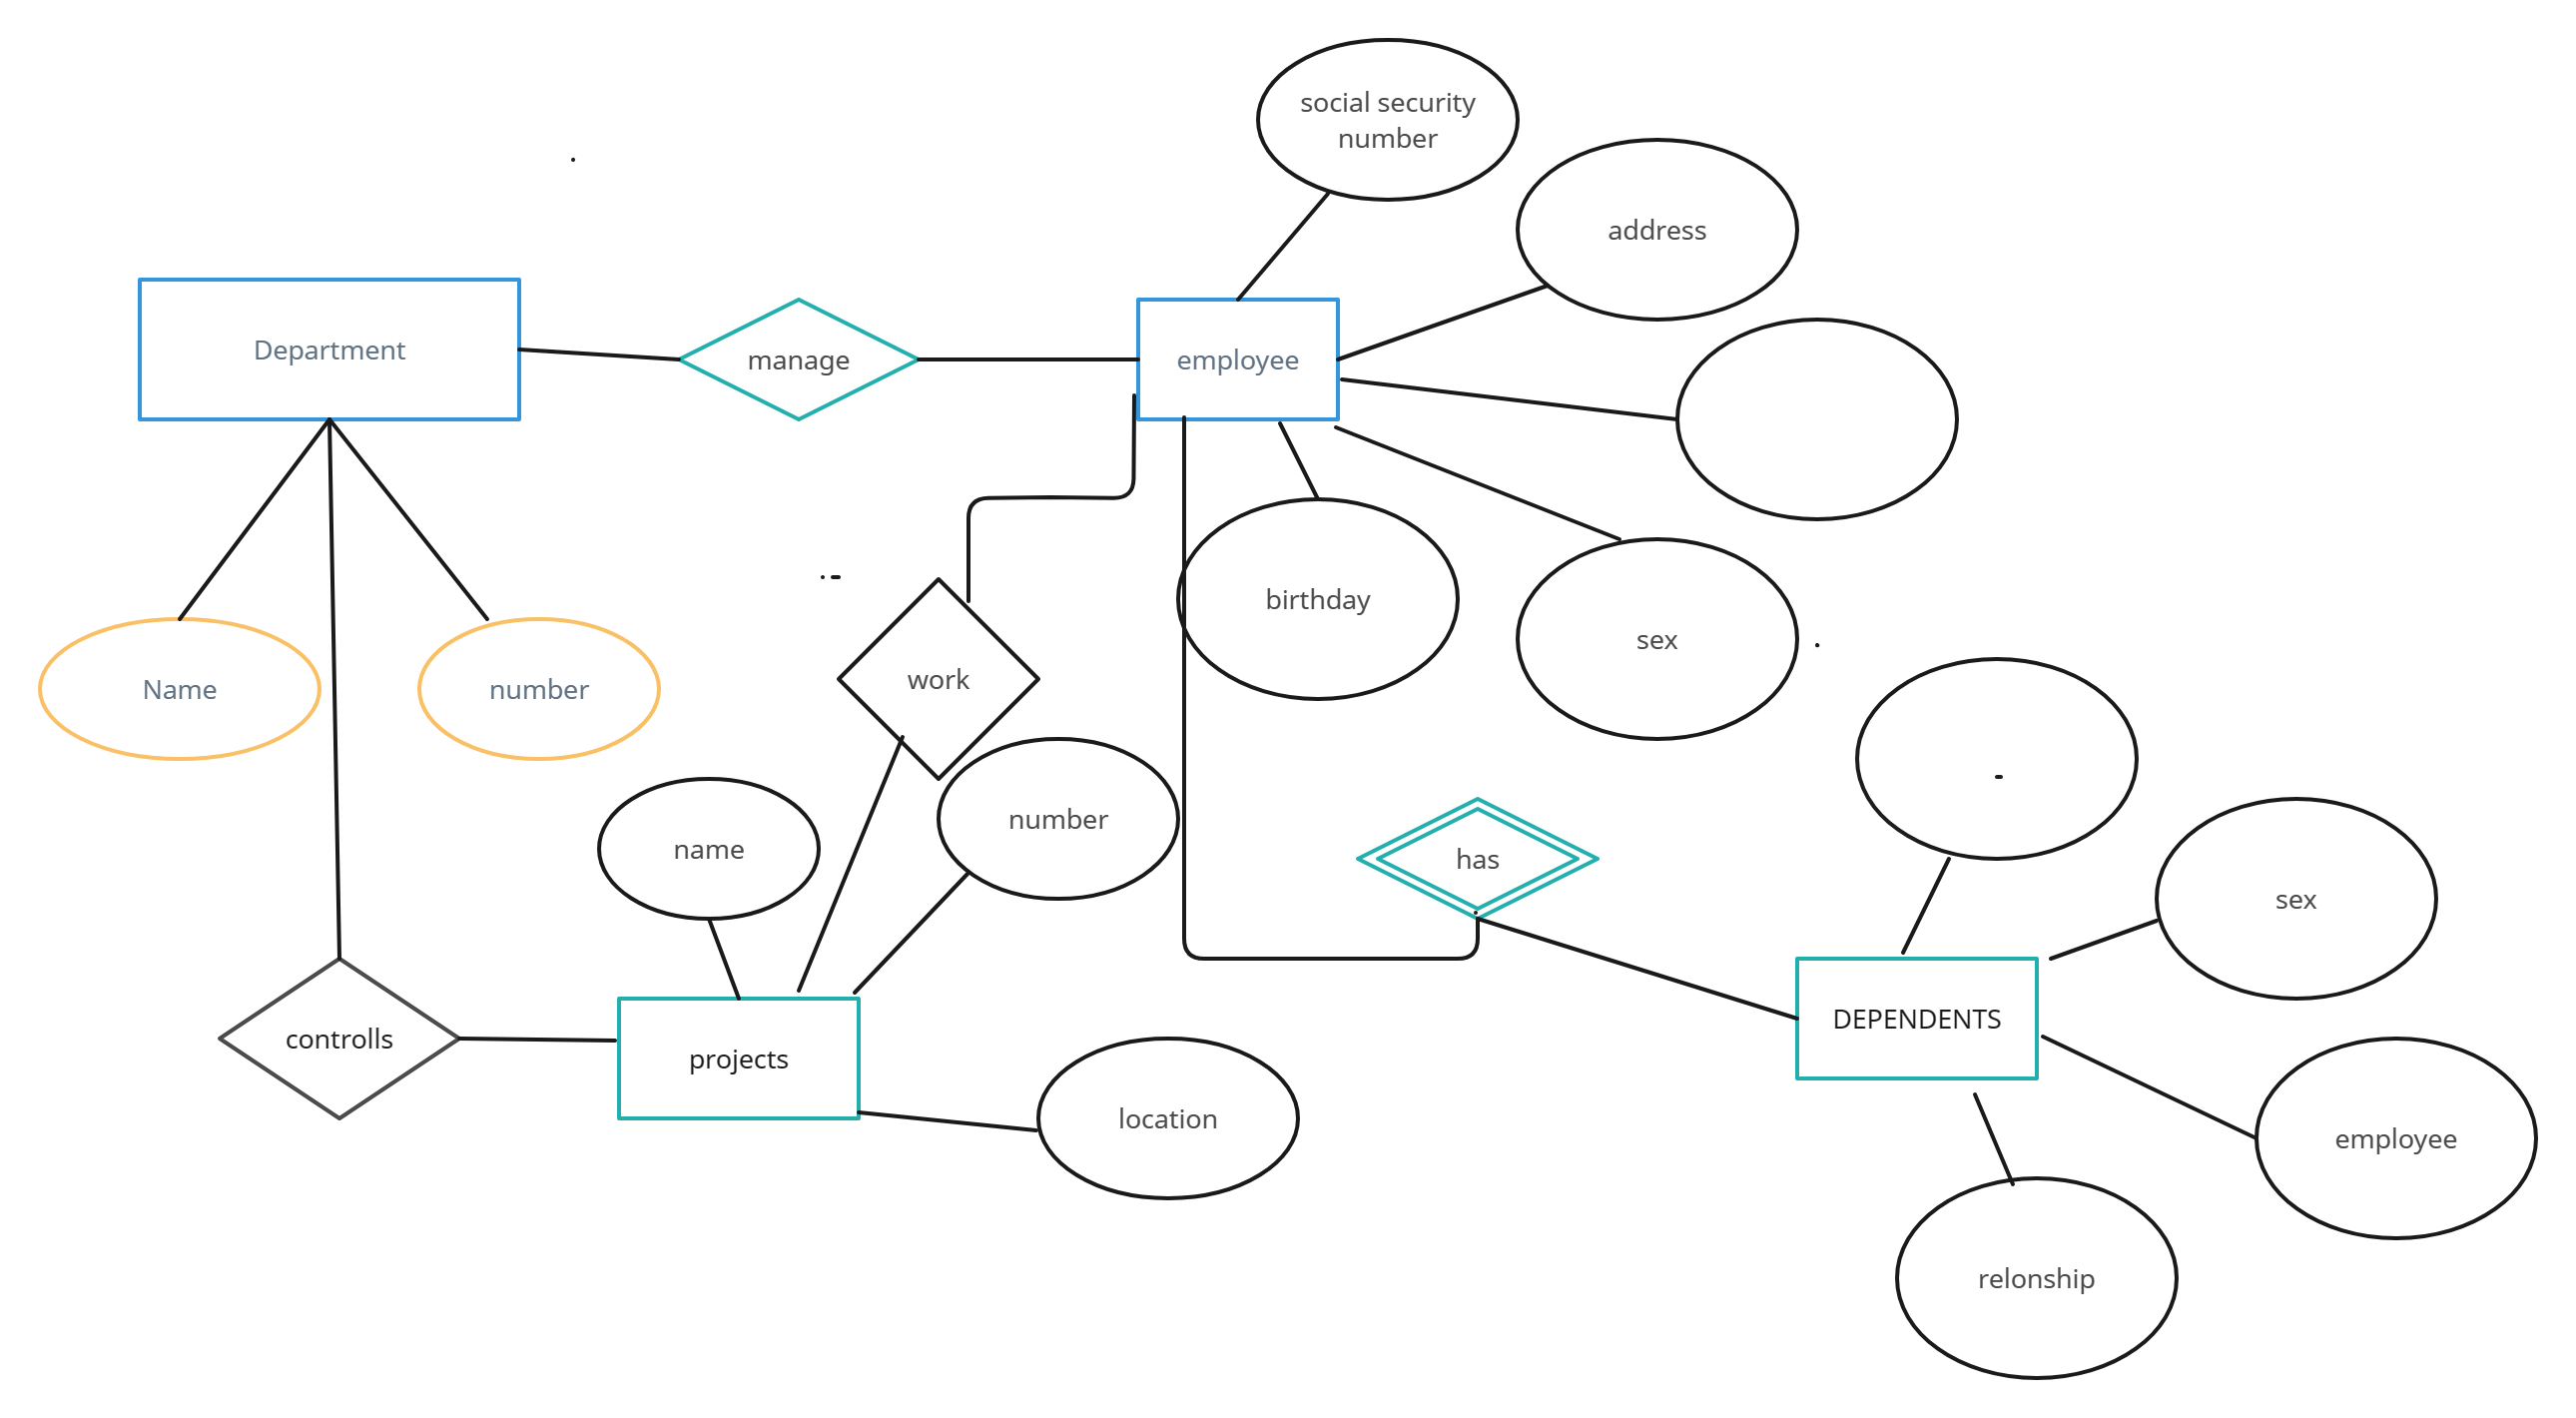 social security
number
address
Department
manage
employee
birthday
sex
Name
number
work
name
number
has
-
sex
controlls
projects
location
DEPENDENTS
employee
relonship